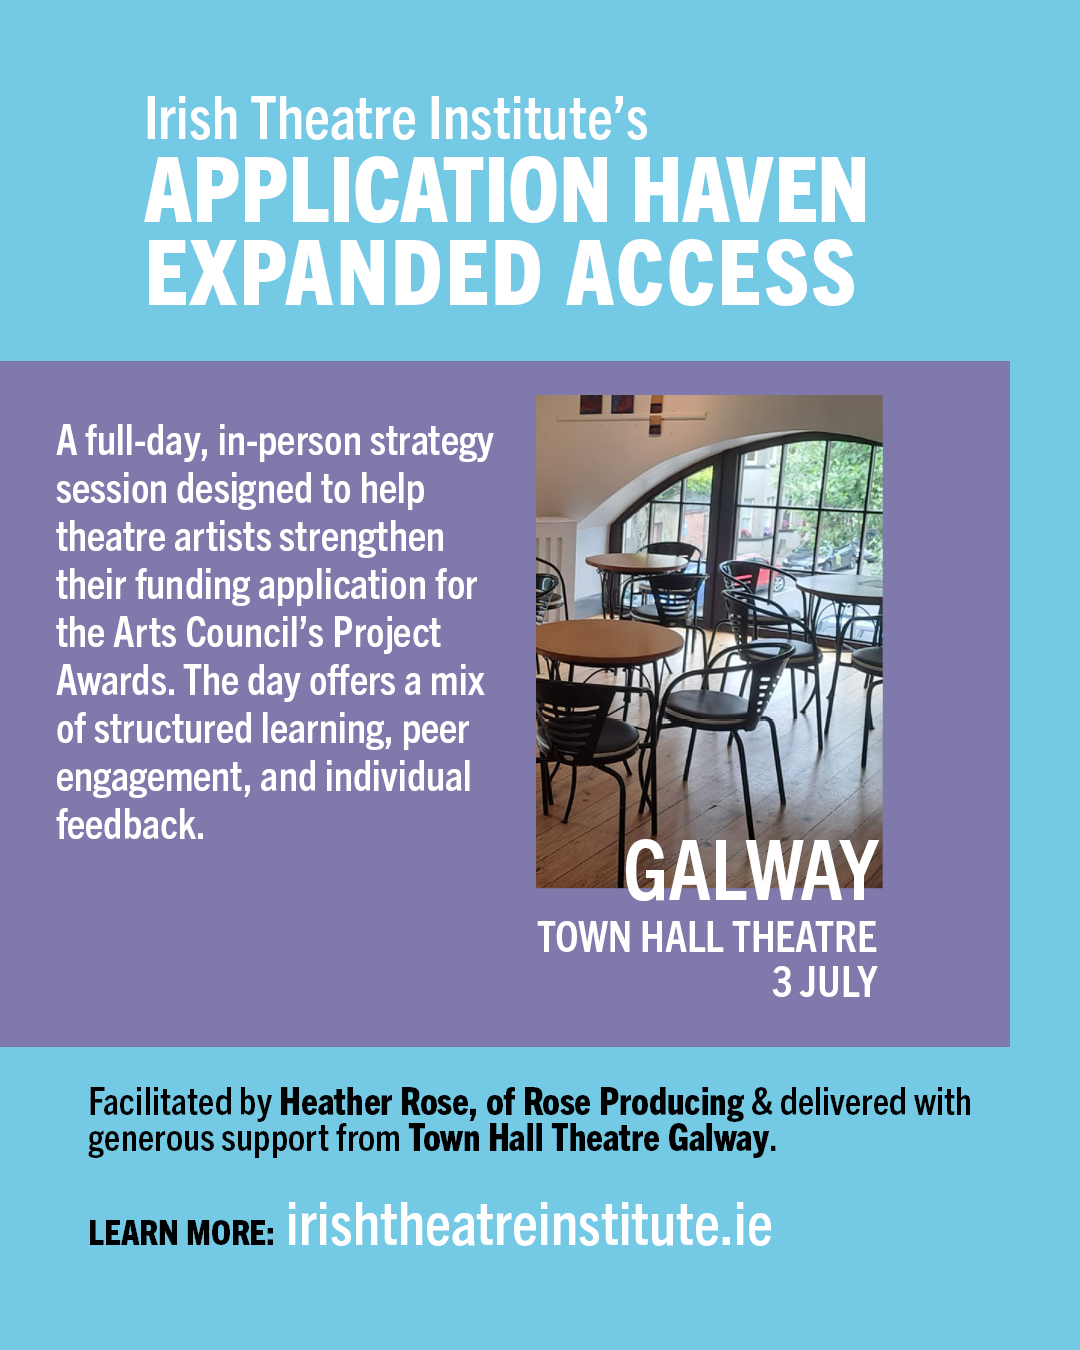 Irish Theatre Institute’s
APPLICATION HAVEN
EXPANDED ACCESS
A full-day, in-person strategy
session designed to help
theatre artists strengthen
their funding application for
the Arts Council’s Project
Awards. The day offers a mix
of structured learning, peer
engagement, and individual
feedback.
GALWAY
TOWN HALL THEATRE
3 JULY
Facilitated by Heather Rose, of Rose Producing & delivered with
generous support from Town Hall Theatre Galway.
LEARN MORE: irishtheatreinstitute.ie